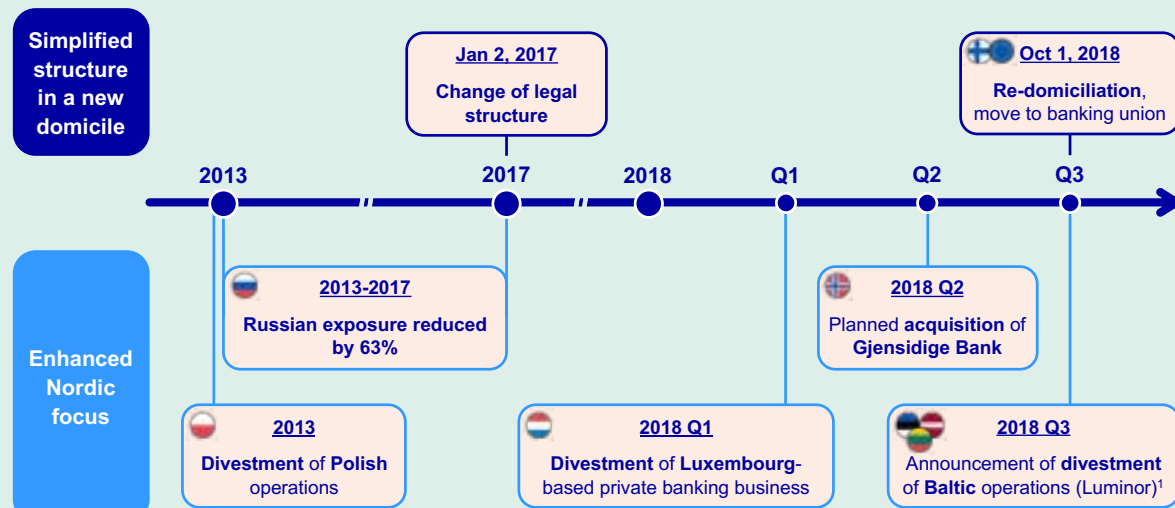 Simplified
structure
in a new
domicile
Jan 2, 2017
Change of legal
structure
Oct 1, 2018
Re-domiciliation,
move to banking union
2013
2017
2018
Q1
Q2
Q3
Enhanced
Nordic
focus
2013-2017
Russian exposure reduced
by 63%
2018 Q2
Planned acquisition of
Gjensidige Bank
2013
Divestment of Polish
operations
2018 Q1
Divestment of Luxembourg-
based private banking business
2018 Q3
Announcement of divestment
of Baltic operations (Luminor)¹